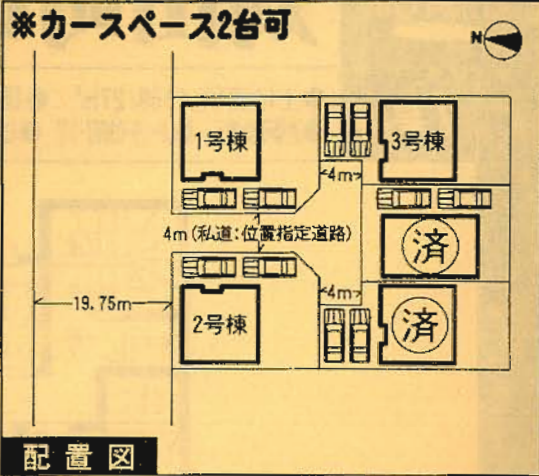 ※カースペース2台可
N
1号棟
3号棟
4m
4m(私道:位置指定道路)
済
19.75m
4m
2号棟
済
配置図